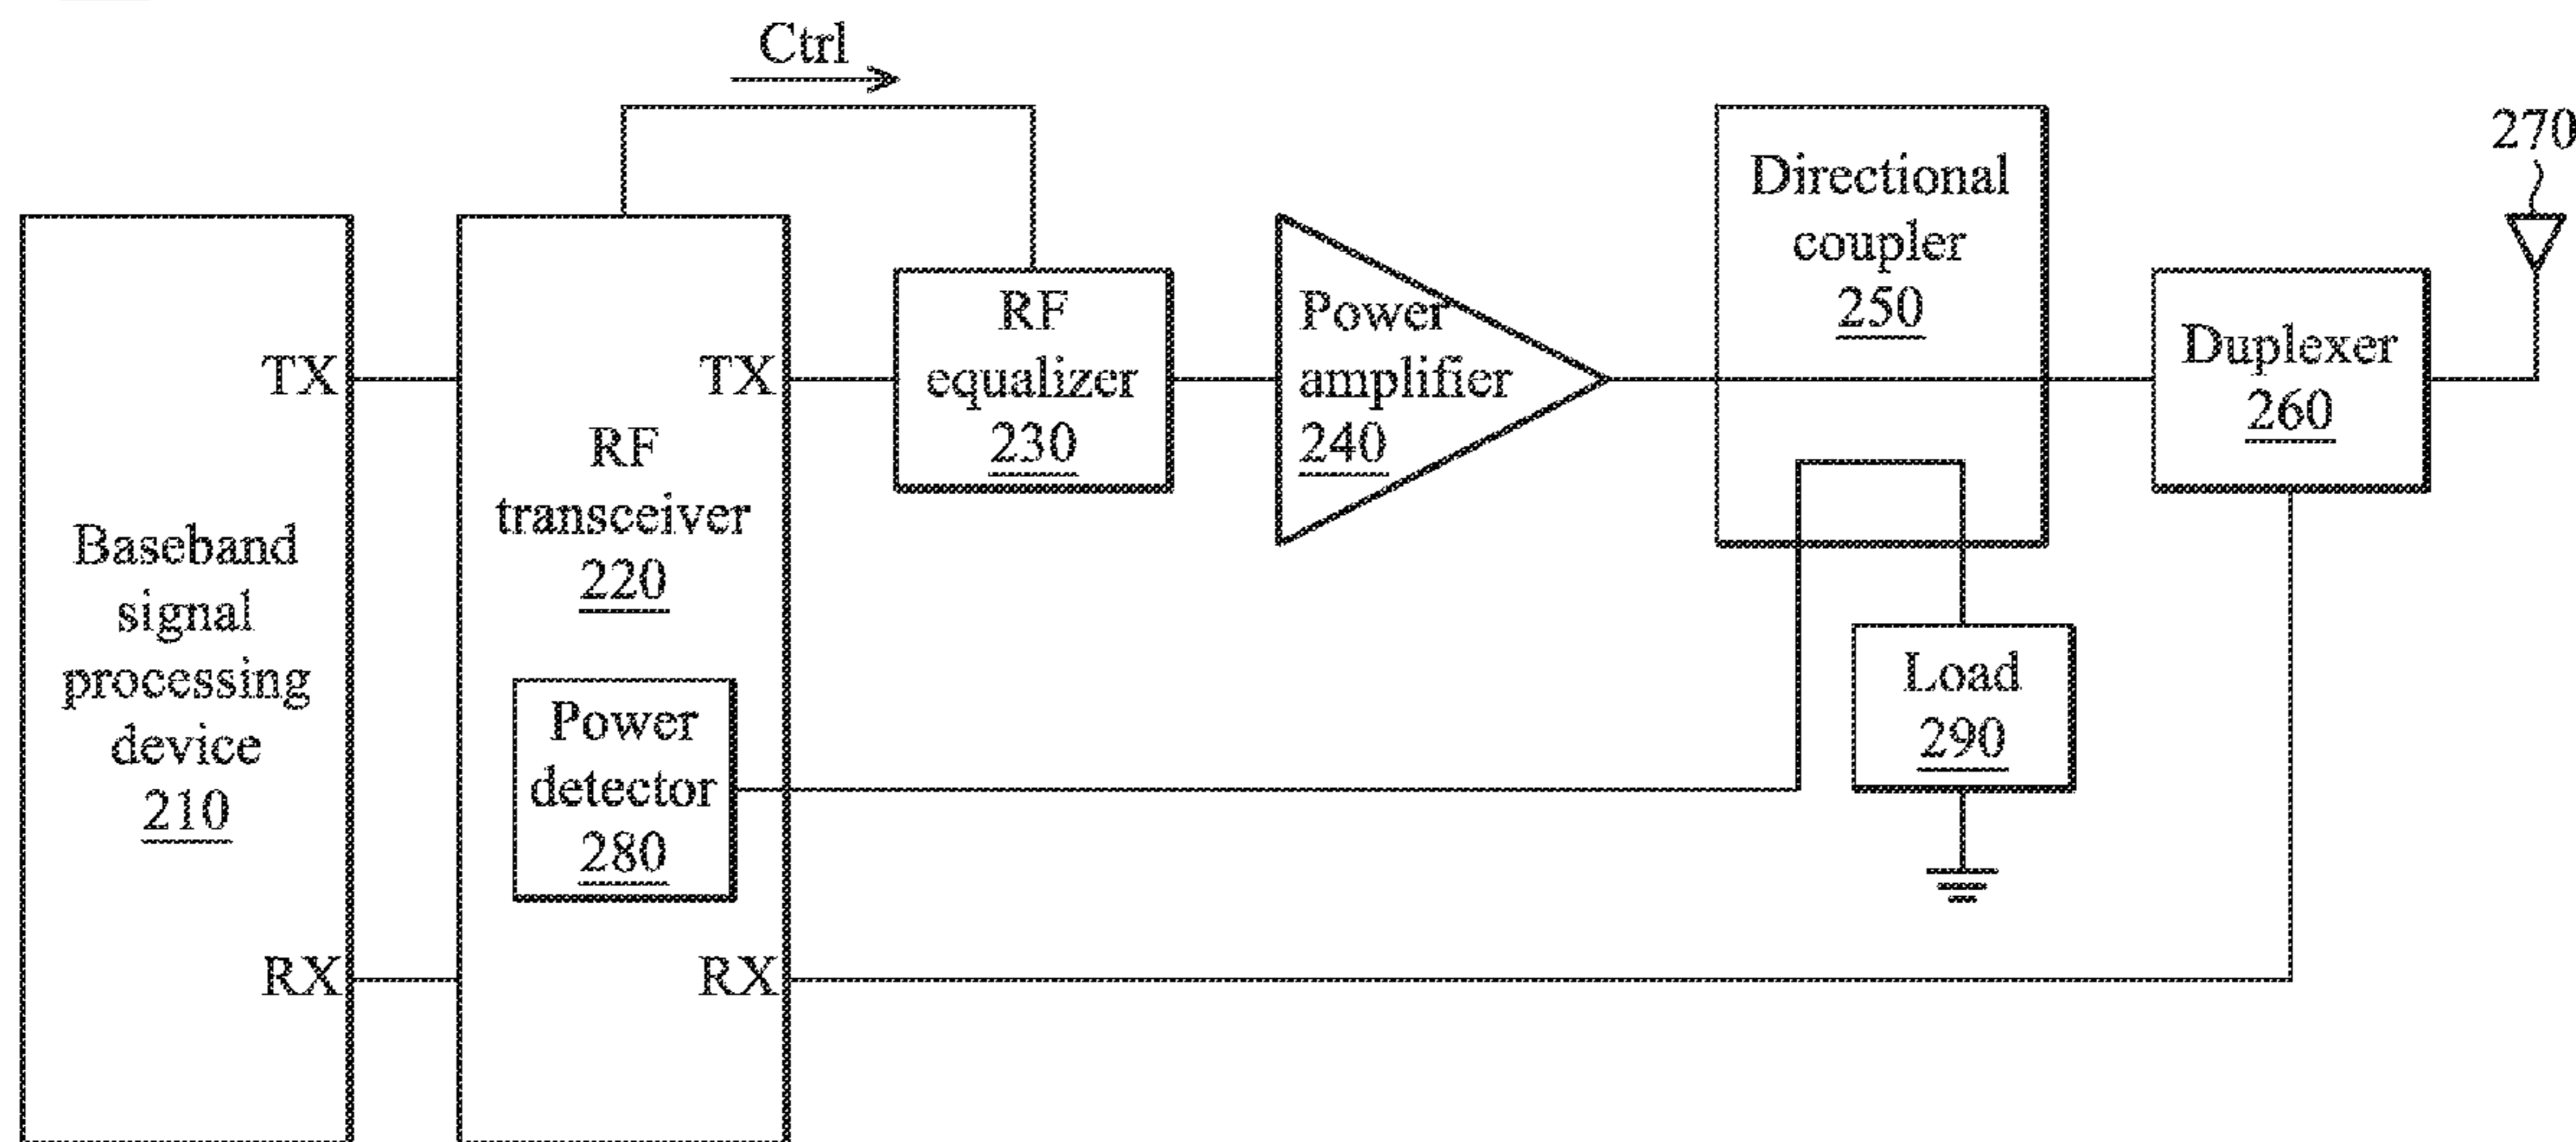 Ctrl
270
Directional
coupler
250
TX
TX
RF
equalizer
230
Power
amplifier
240
Duplexer
260
RF
transceiver
220
Baseband
signal
processing
device
210
Power
detector
280
Load
290
RX
RX